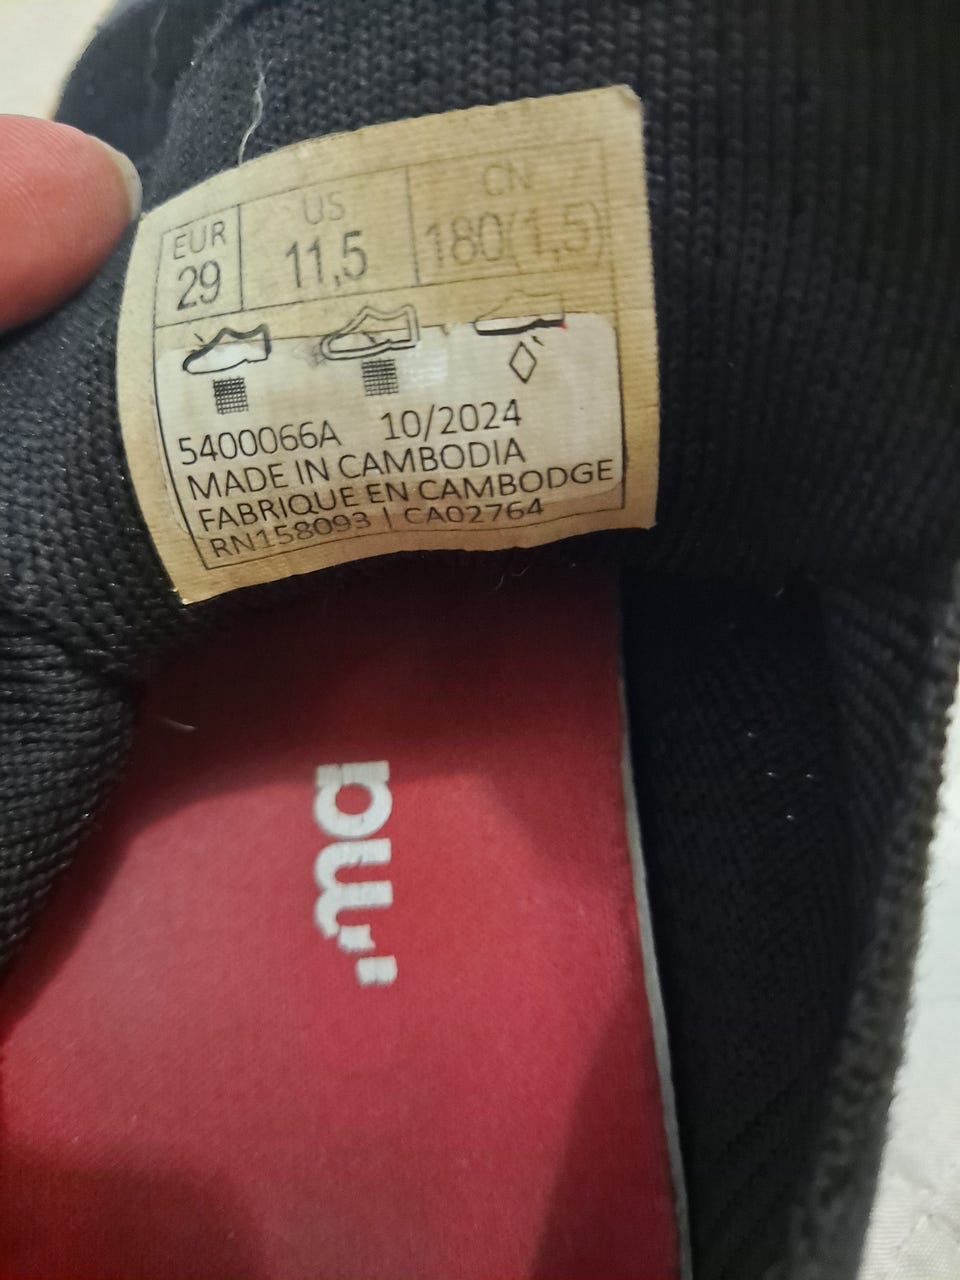 EUR US CN
29 11,5 180(1,5)
5400066A 10/2024
MADE IN CAMBODIA
FABRIQUE EN CAMBODGE
RN158093 | CA02764